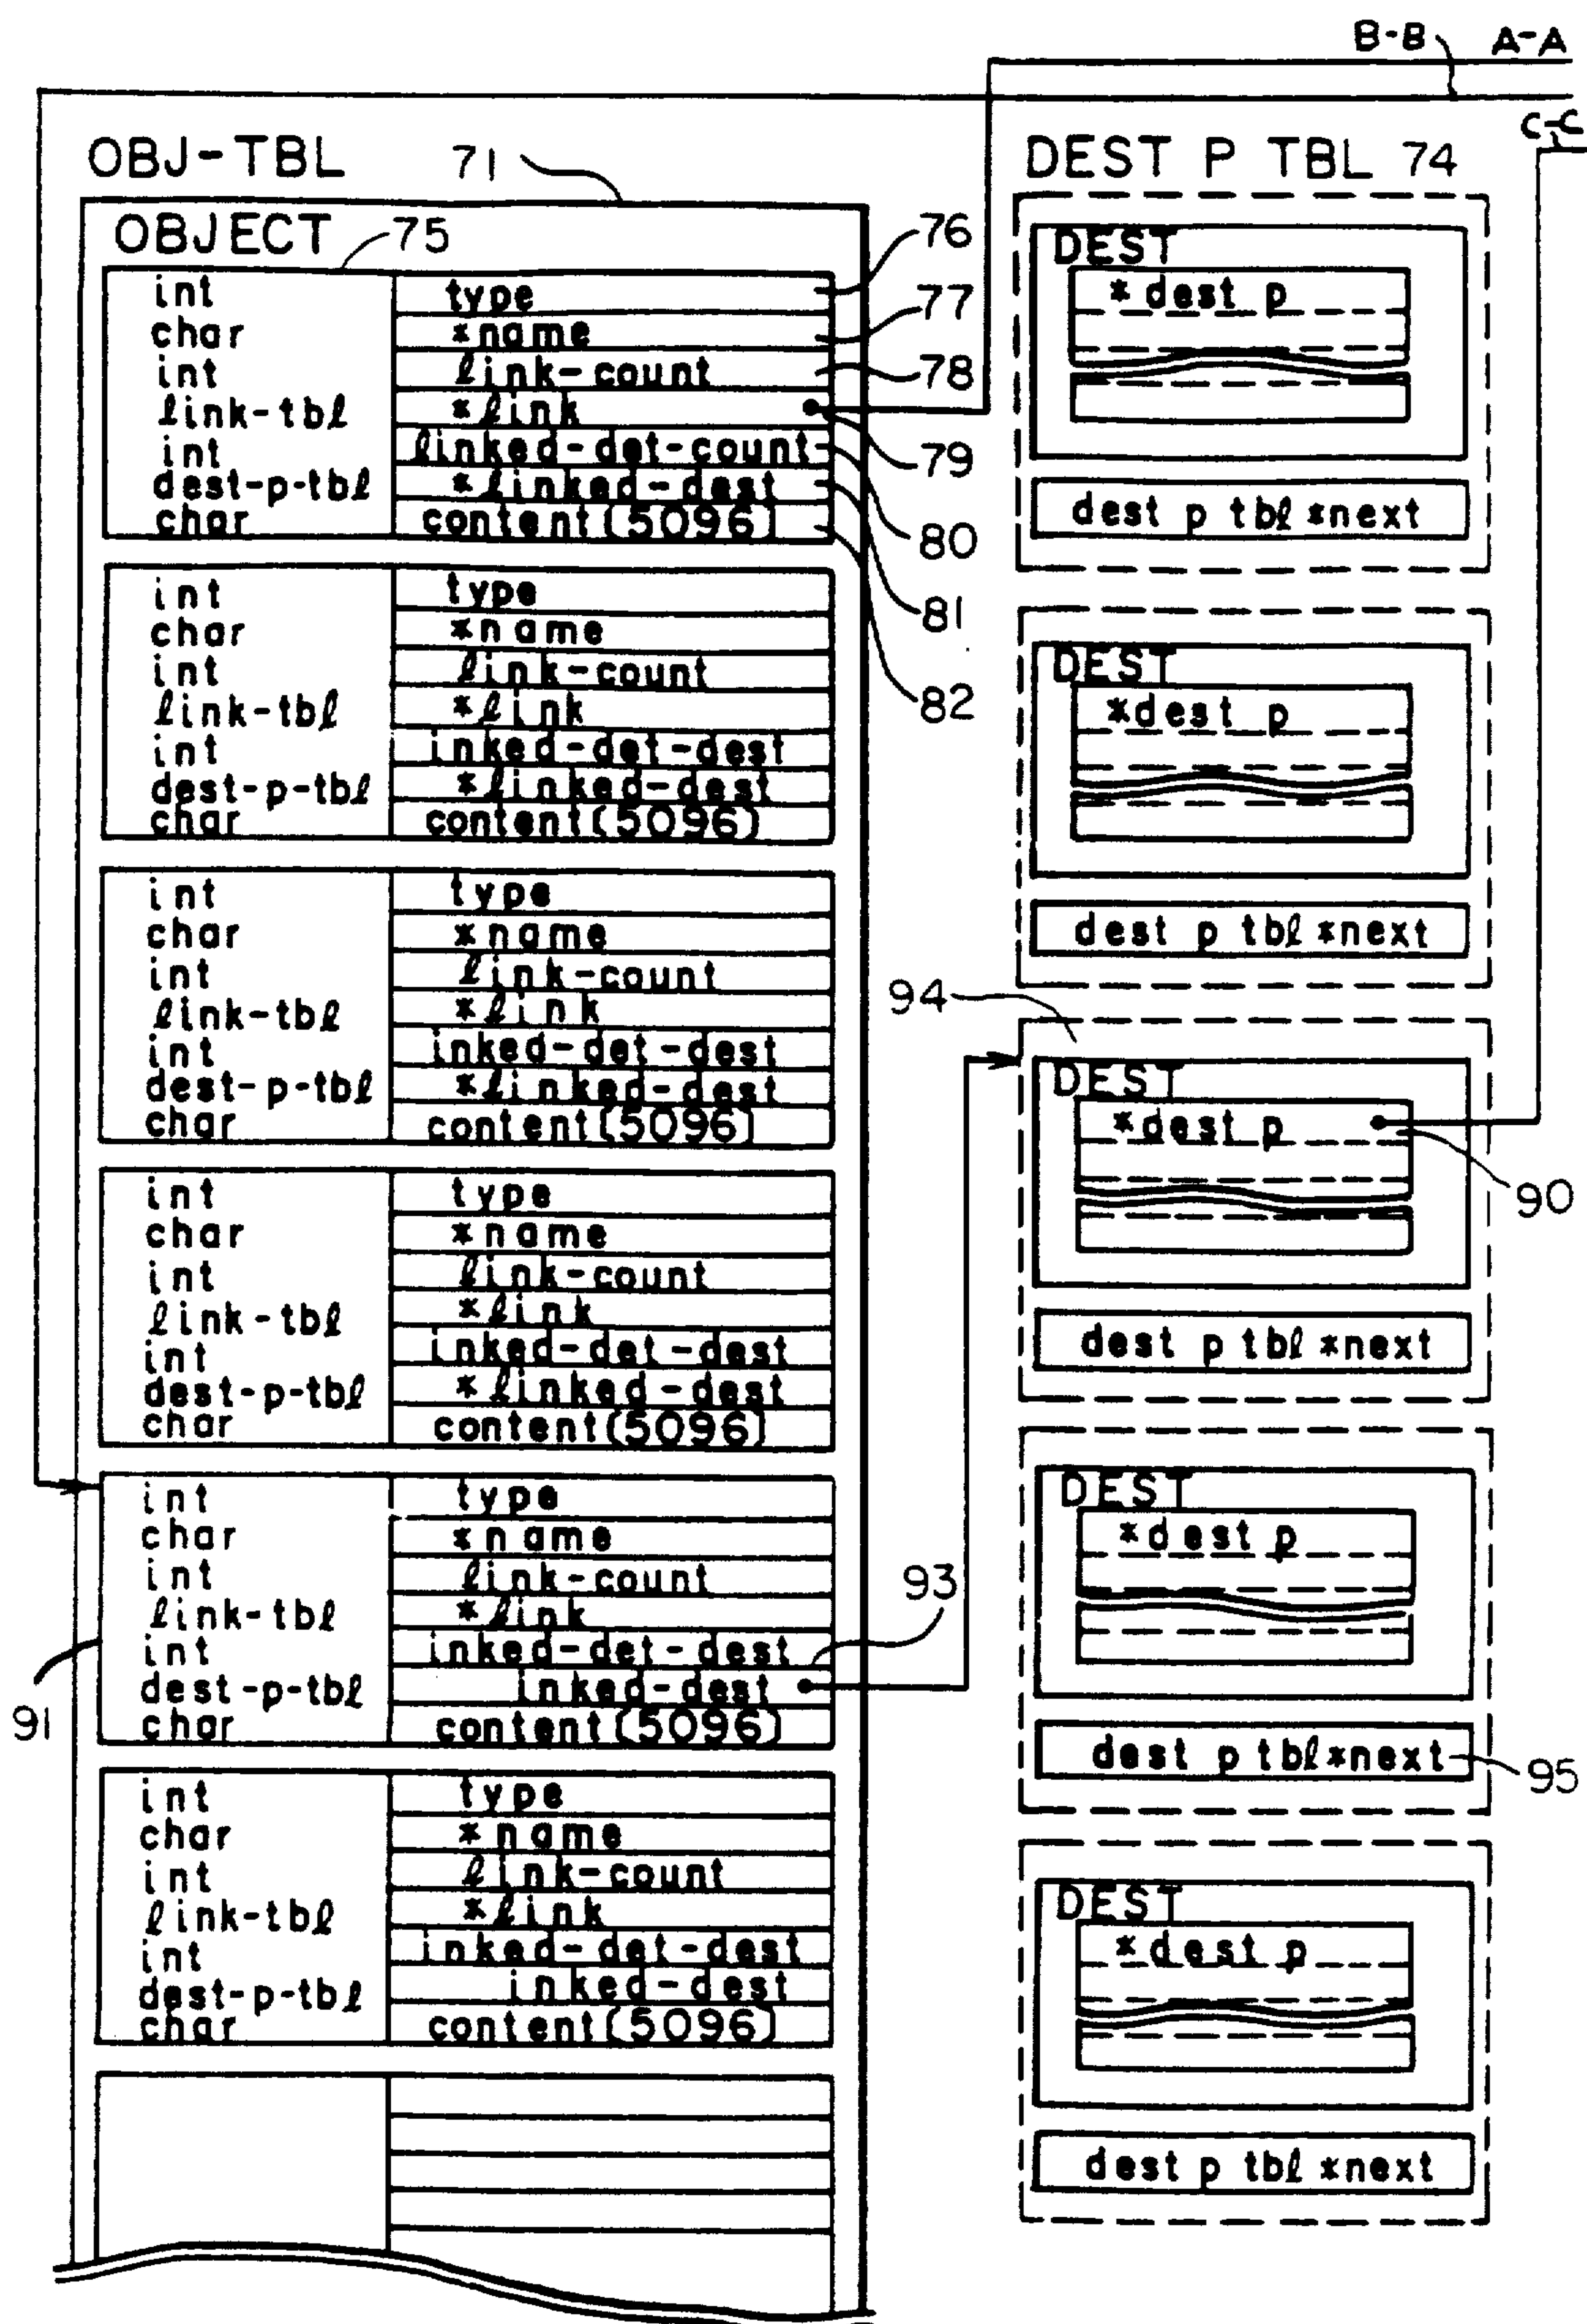 B-B A-A
C-C
OBJ-TBL 71
DEST P TBL 74
OBJECT 75
int type 76
char *name 77
int link-count 78
link-tbl *link 79
int linked-det-count 80
dest-p-tbl *linked-dest 81
char content(5096) 82
int type
char *name
int link-count
link-tbl *link
int inked-det-dest
dest-p-tbl *linked-dest
char content(5096)
int type
char *name
int link-count
link-tbl *link
int inked-det-dest
dest-p-tbl *linked-dest
char content(5096)
int type
char *name
int link-count
link-tbl *link
int inked-det-dest
dest-p-tbl *linked-dest
char content(5096)
91
int type
char *name
int link-count
link-tbl *link
int inked-det-dest 93
dest-p-tbl inked-dest
char content(5096)
int type
char *name
int link-count
link-tbl *link
int inked-det-dest
dest-p-tbl inked-dest
char content(5096)
DEST
*dest p
dest p tbl *next
DEST
*dest p
dest p tbl *next
94
DEST
*dest p
90
dest p tbl *next
DEST
*dest p
dest p tbl *next 95
DEST
*dest p
dest p tbl *next